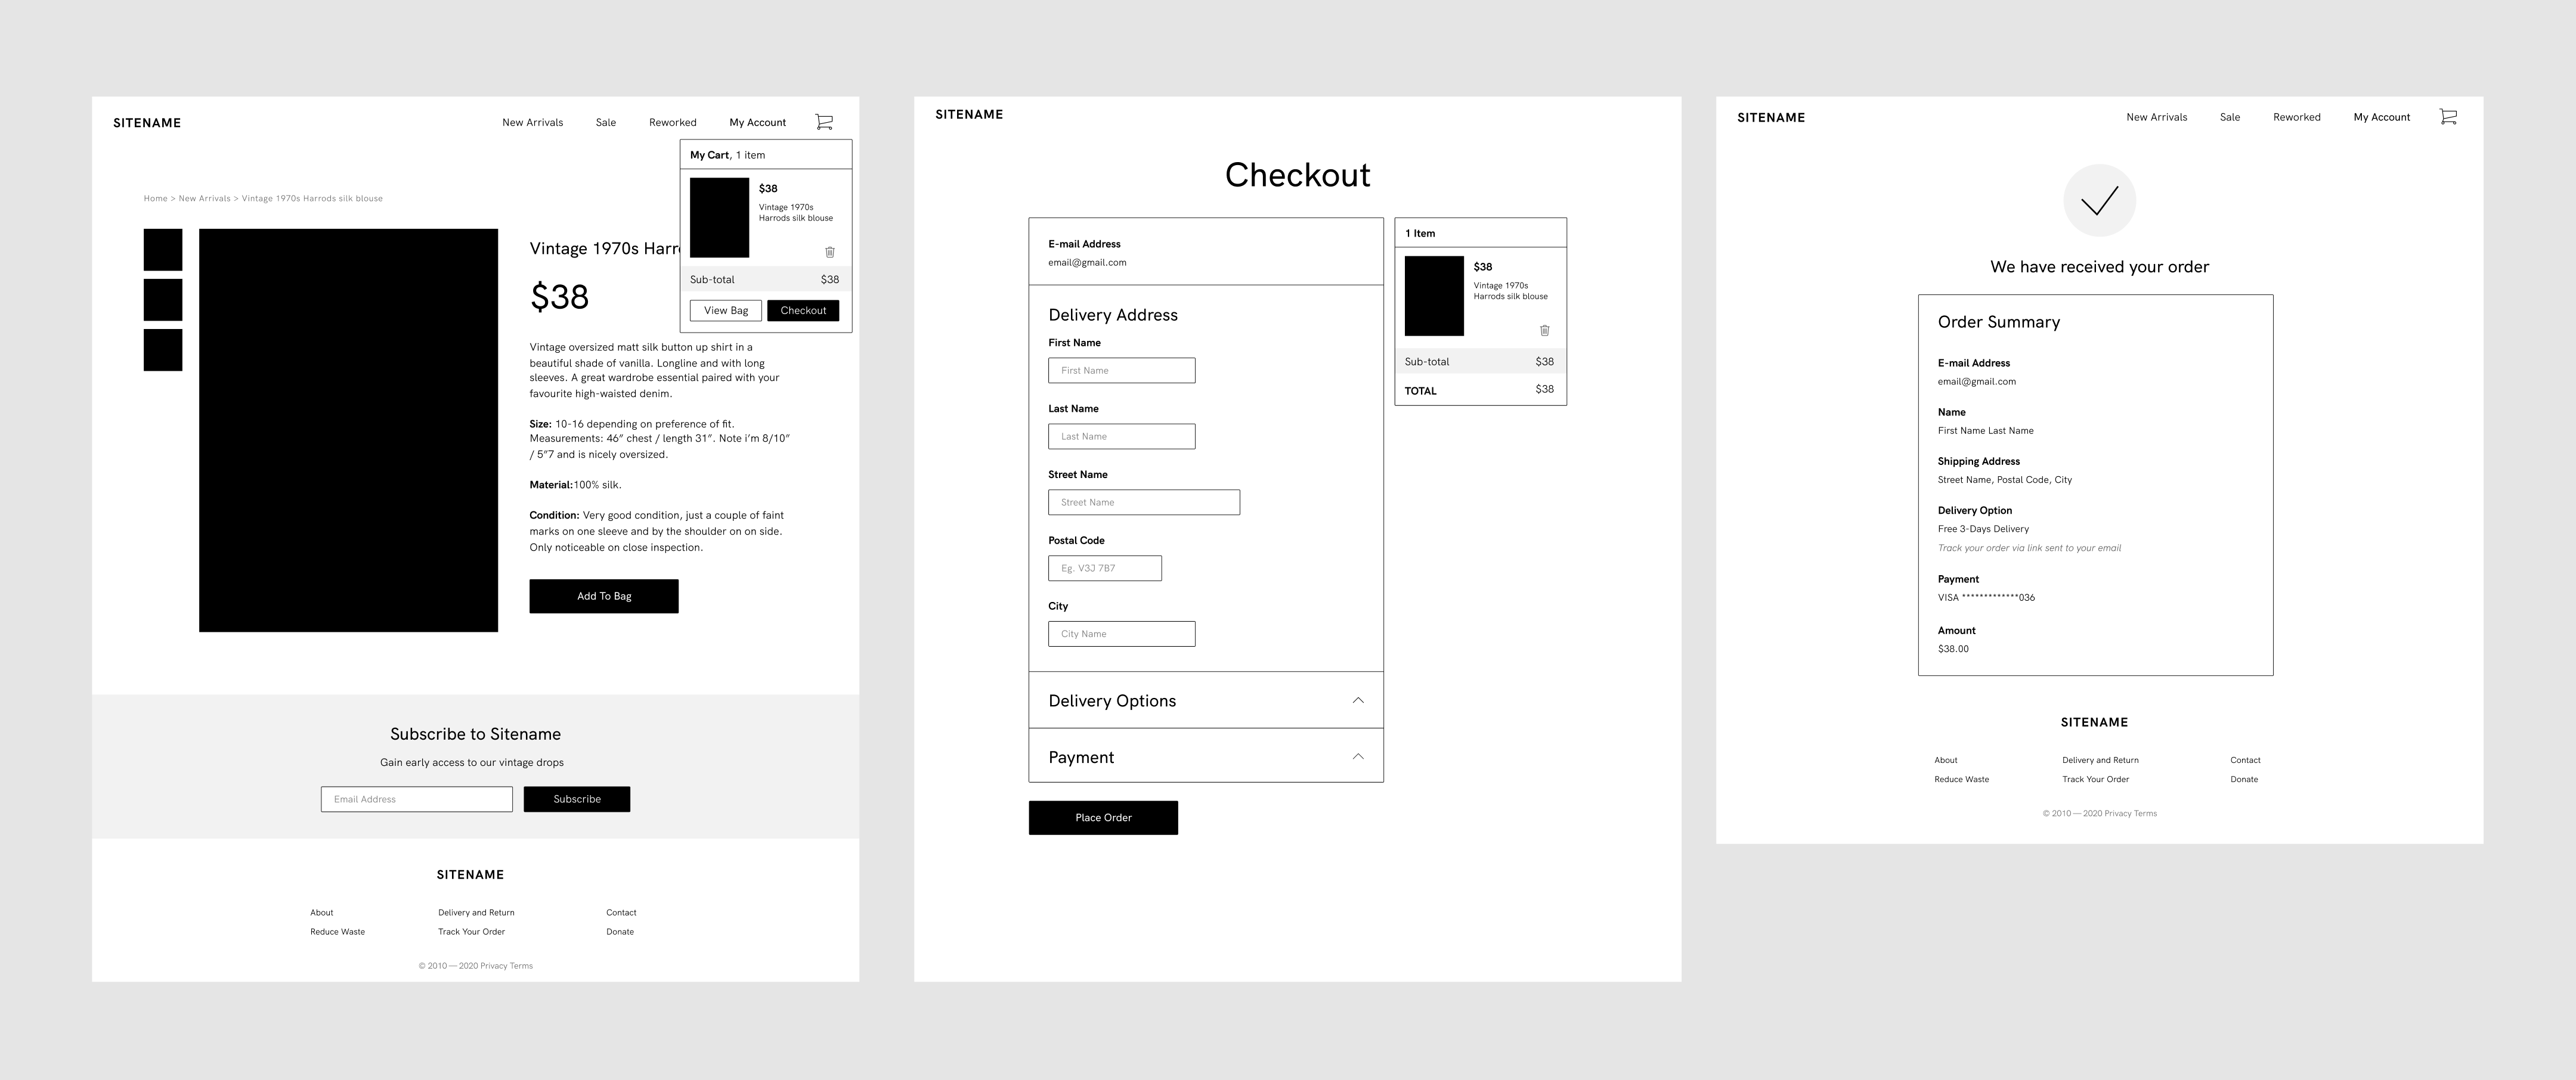 SITENAME
New Arrivals Sale Reworked My Account
My Cart, 1 item
$38
Vintage 1970s
Harrods silk blouse
Sub-total $38
View Bag Checkout
Home > New Arrivals > Vintage 1970s Harrods silk blouse
Vintage 1970s
$38
Vintage oversized matt silk button up shirt in a
beautiful shade of vanilla. Longline and with long
sleeves. A great wardrobe essential paired with your
favourite high-waisted denim.
Size: 10-16 depending on preference of fit.
Measurements: 46” chest / length 31”. Note i’m 8/10”
/ 5”7 and is nicely oversized.
Material:100% silk.
Condition: Very good condition, just a couple of faint
marks on one sleeve and by the shoulder on on side.
Only noticeable on close inspection.
Add To Bag
Subscribe to Sitename
Gain early access to our vintage drops
Email Address Subscribe
SITENAME
About Delivery and Return Contact
Reduce Waste Track Your Order Donate
© 2010 — 2020 Privacy Terms
SITENAME
Checkout
E-mail Address
email@gmail.com
Delivery Address
First Name
First Name
Last Name
Last Name
Street Name
Street Name
Postal Code
Eg. V3J 7B7
City
City Name
Delivery Options
Payment
Place Order
1 Item
$38
Vintage 1970s
Harrods silk blouse
Sub-total $38
TOTAL $38
SITENAME
New Arrivals Sale Reworked My Account
We have received your order
Order Summary
E-mail Address
email@gmail.com
Name
First Name Last Name
Shipping Address
Street Name, Postal Code, City
Delivery Option
Free 3-Days Delivery
Track your order via link sent to your email
Payment
VISA *************036
Amount
$38.00
SITENAME
About Delivery and Return Contact
Reduce Waste Track Your Order Donate
© 2010 — 2020 Privacy Terms